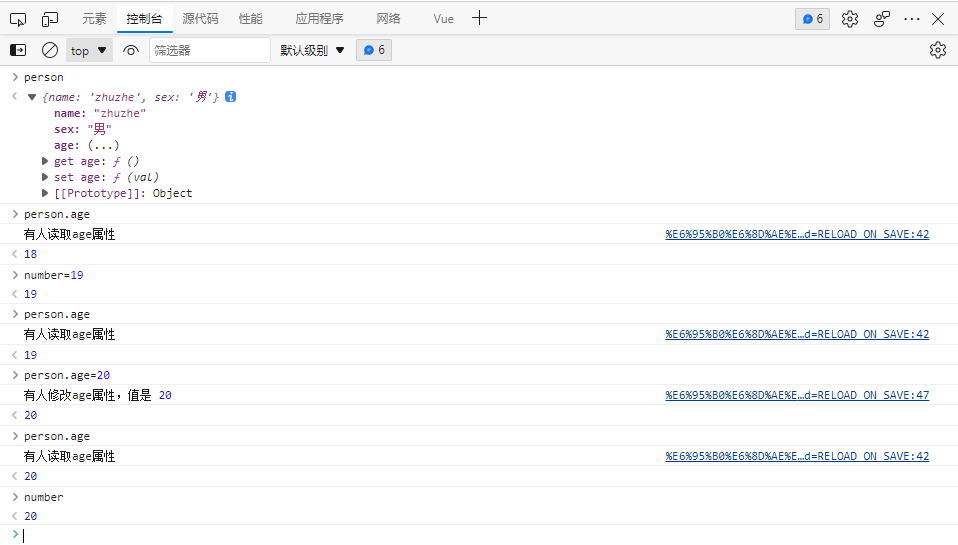 元素 控制台 源代码 性能 应用程序 网络 Vue 6
top 筛选器 默认级别 6
person
{name: 'zhuzhe', sex: '男'}
name: "zhuzhe"
sex: "男"
age: (...)
get age: ƒ ()
set age: ƒ (val)
[[Prototype]]: Object
person.age
有人读取age属性 %E6%95%B0%E6%8D%AE%E…d=RELOAD_ON_SAVE:42
18
number=19
19
person.age
有人读取age属性 %E6%95%B0%E6%8D%AE%E…d=RELOAD_ON_SAVE:42
19
person.age=20
有人修改age属性，值是 20 %E6%95%B0%E6%8D%AE%E…d=RELOAD_ON_SAVE:47
20
person.age
有人读取age属性 %E6%95%B0%E6%8D%AE%E…d=RELOAD_ON_SAVE:42
20
number
20